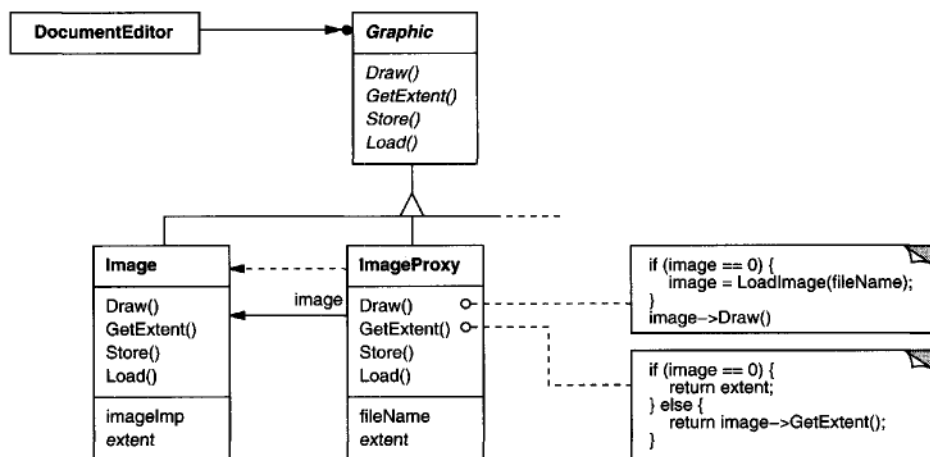 DocumentEditor
Graphic
Draw()
GetExtent()
Store()
Load()
Image
Draw()
GetExtent()
Store()
Load()
imageImp
extent
image
ImageProxy
Draw()
GetExtent()
Store()
Load()
fileName
extent
if (image == 0) {
image = LoadImage(fileName);
}
image->Draw()
if (image == 0) {
return extent;
} else {
return image->GetExtent();
}